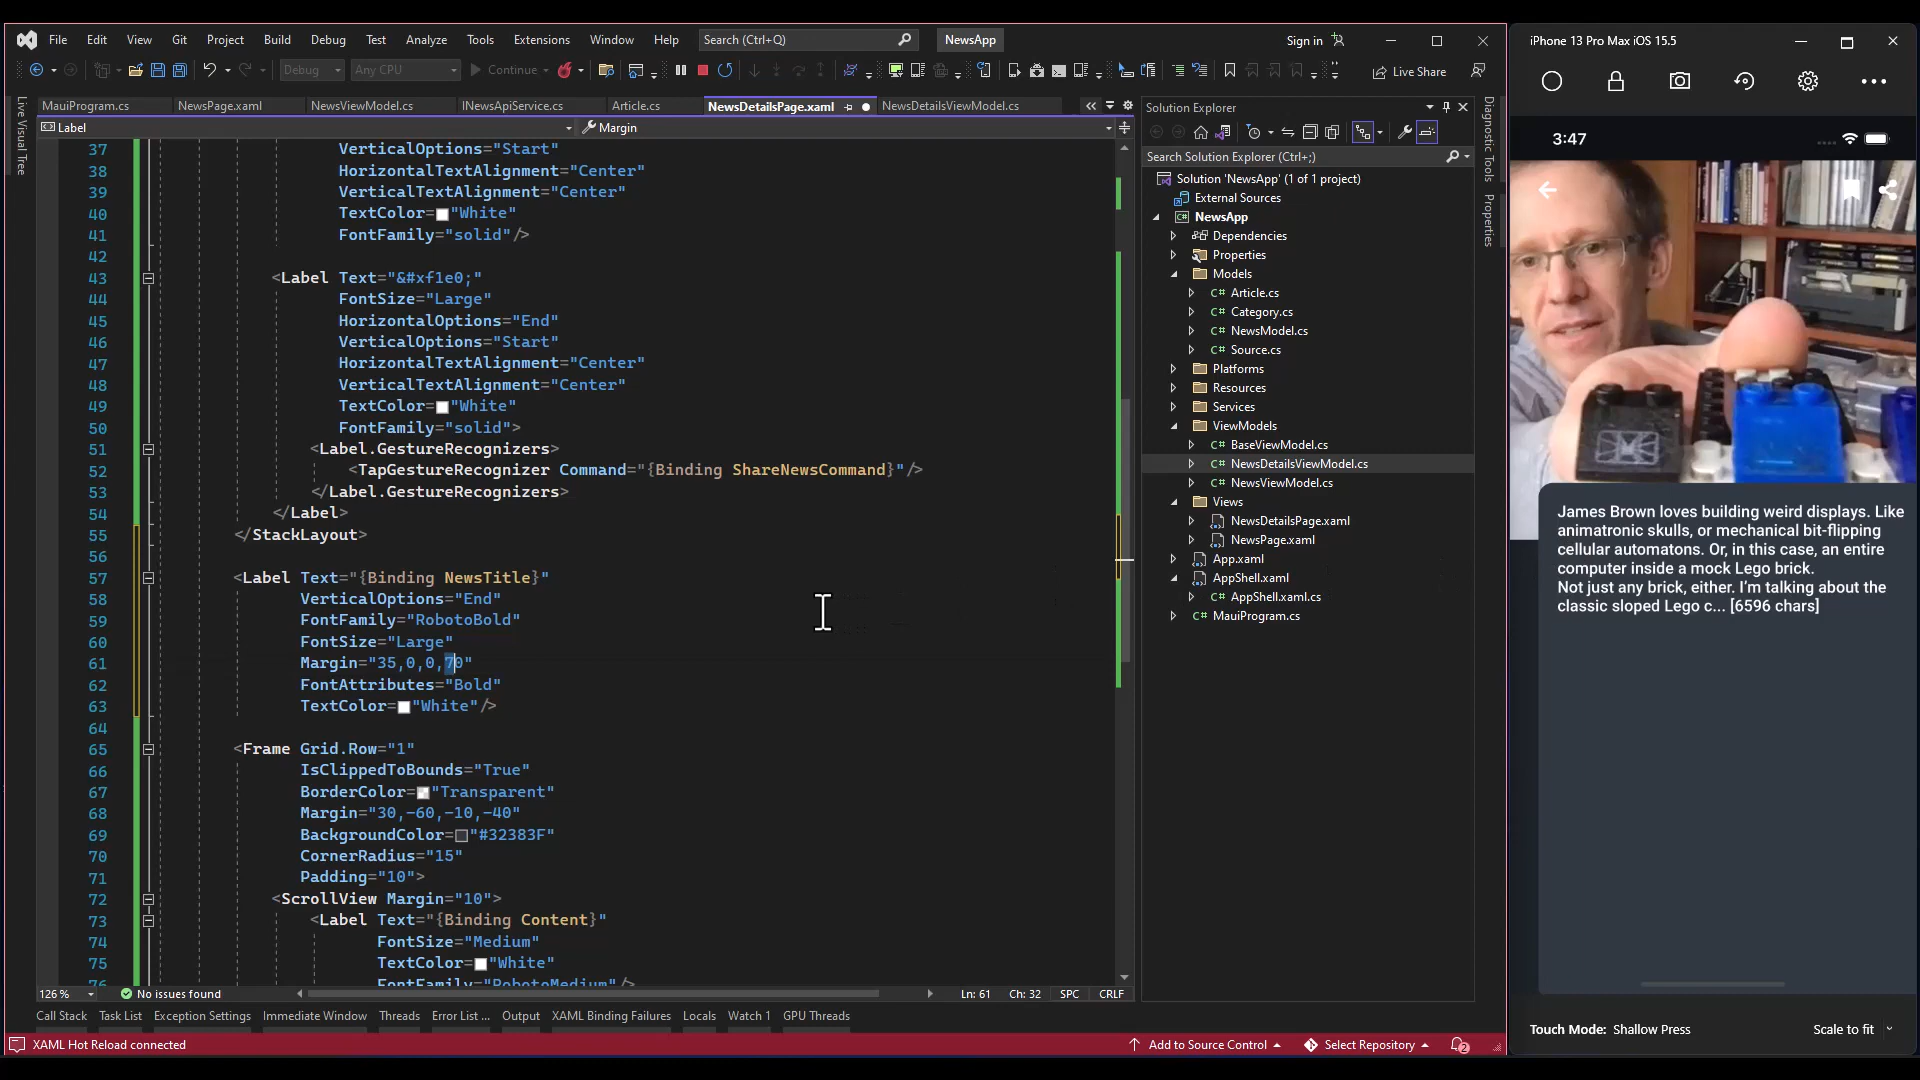 File Edit View Git Project Build Debug Test Analyze Tools Extensions Window Help Search (Ctrl+Q) NewsApp Sign in
Debug Any CPU Continue Live Share
MauiProgram.cs NewsPage.xaml NewsViewModel.cs INewsApiService.cs Article.cs NewsDetailsPage.xaml NewsDetailsViewModel.cs
Label Margin
Live Visual Tree
37 VerticalOptions="Start"
38 HorizontalTextAlignment="Center"
39 VerticalTextAlignment="Center"
40 TextColor="White"
41 FontFamily="solid"/>
42
43 <Label Text="&#xf1e0;"
44 FontSize="Large"
45 HorizontalOptions="End"
46 VerticalOptions="Start"
47 HorizontalTextAlignment="Center"
48 VerticalTextAlignment="Center"
49 TextColor="White"
50 FontFamily="solid">
51 <Label.GestureRecognizers>
52 <TapGestureRecognizer Command="{Binding ShareNewsCommand}"/>
53 </Label.GestureRecognizers>
54 </Label>
55 </StackLayout>
56
57 <Label Text="{Binding NewsTitle}"
58 VerticalOptions="End"
59 FontFamily="RobotoBold"
60 FontSize="Large"
61 Margin="35,0,0,70"
62 FontAttributes="Bold"
63 TextColor="White"/>
64
65 <Frame Grid.Row="1"
66 IsClippedToBounds="True"
67 BorderColor="Transparent"
68 Margin="30,-60,-10,-40"
69 BackgroundColor="#32383F"
70 CornerRadius="15"
71 Padding="10">
72 <ScrollView Margin="10">
73 <Label Text="{Binding Content}"
74 FontSize="Medium"
75 TextColor="White"
76 FontFamily="RobotoMedium"/>
126 % No issues found Ln: 61 Ch: 32 SPC CRLF
Call Stack Task List Exception Settings Immediate Window Threads Error List ... Output XAML Binding Failures Locals Watch 1 GPU Threads
XAML Hot Reload connected Add to Source Control Select Repository 2
Solution Explorer
Search Solution Explorer (Ctrl+;)
Solution 'NewsApp' (1 of 1 project)
External Sources
NewsApp
Dependencies
Properties
Models
C# Article.cs
C# Category.cs
C# NewsModel.cs
C# Source.cs
Platforms
Resources
Services
ViewModels
C# BaseViewModel.cs
C# NewsDetailsViewModel.cs
C# NewsViewModel.cs
Views
NewsDetailsPage.xaml
NewsPage.xaml
App.xaml
AppShell.xaml
C# AppShell.xaml.cs
C# MauiProgram.cs
Diagnostic Tools
Properties
iPhone 13 Pro Max iOS 15.5
3:47
James Brown loves building weird displays. Like
animatronic skulls, or mechanical bit-flipping
cellular automatons. Or, in this case, an entire
computer inside a mock Lego brick.
Not just any brick, either. I'm talking about the
classic sloped Lego c... [6596 chars]
Touch Mode: Shallow Press Scale to fit